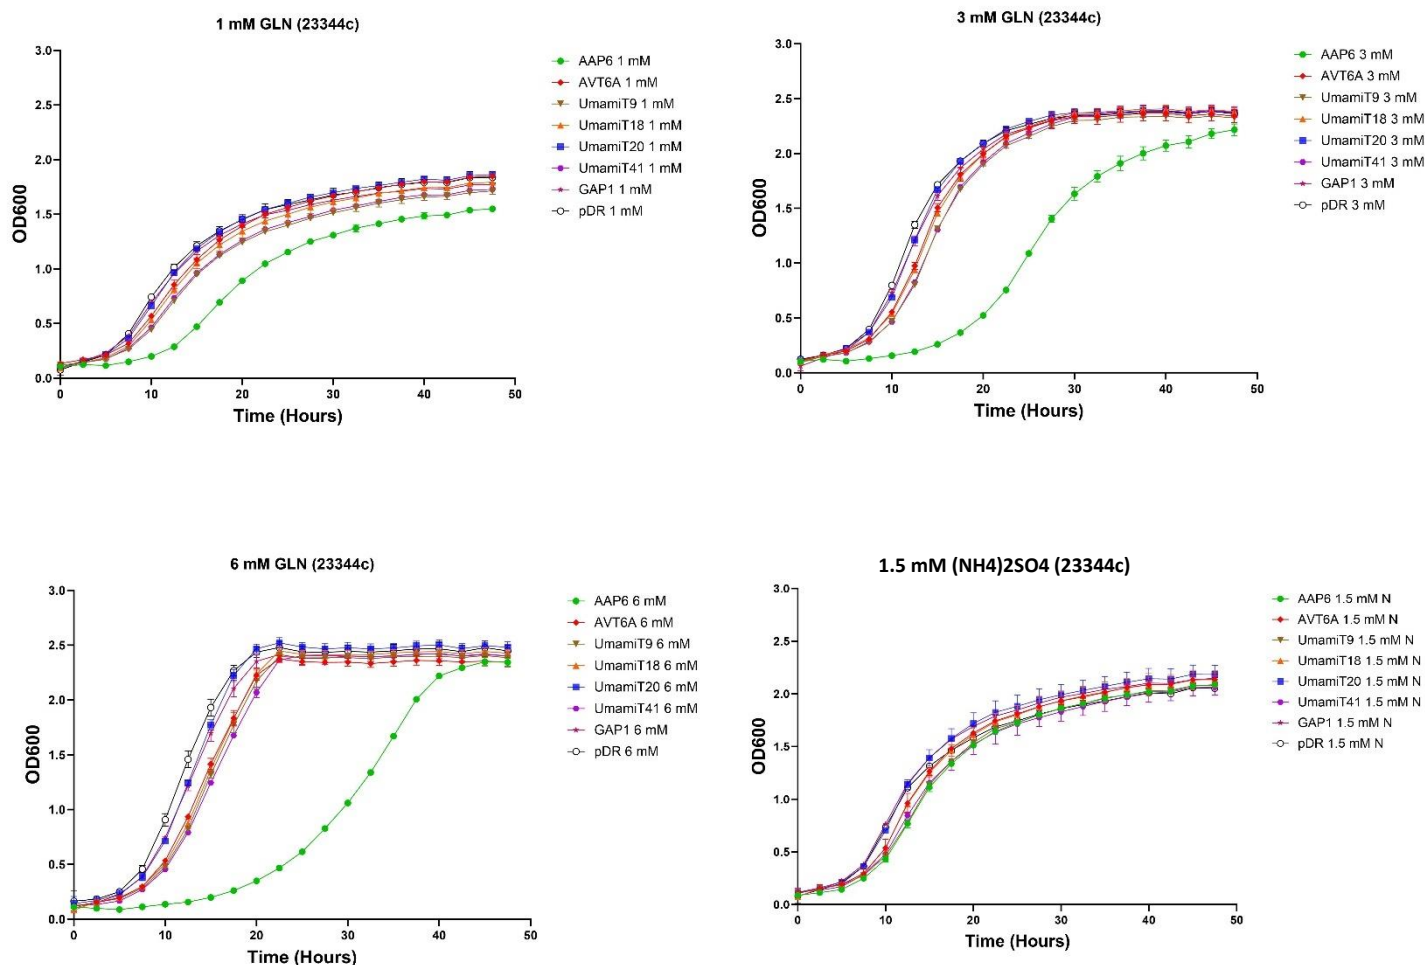 1 mM GLN (23344c)
3.0
2.5
2.0
1.5
1.0
0.5
0.0
OD600
0
10
20
30
40
50
Time (Hours)
AAP6 1 mM
AVT6A 1 mM
UmamiT9 1 mM
UmamiT18 1 mM
UmamiT20 1 mM
UmamiT41 1 mM
GAP1 1 mM
pDR 1 mM
3 mM GLN (23344c)
3.0
2.5
2.0
1.5
1.0
0.5
0.0
OD600
0
10
20
30
40
50
Time (Hours)
AAP6 3 mM
AVT6A 3 mM
UmamiT9 3 mM
UmamiT18 3 mM
UmamiT20 3 mM
UmamiT41 3 mM
GAP1 3 mM
pDR 3 mM
6 mM GLN (23344c)
3.0
2.5
2.0
1.5
1.0
0.5
0.0
OD600
0
10
20
30
40
50
Time (Hours)
AAP6 6 mM
AVT6A 6 mM
UmamiT9 6 mM
UmamiT18 6 mM
UmamiT20 6 mM
UmamiT41 6 mM
GAP1 6 mM
pDR 6 mM
1.5 mM (NH4)2SO4 (23344c)
3.0
2.5
2.0
1.5
1.0
0.5
0.0
OD600
0
10
20
30
40
50
Time (Hours)
AAP6 1.5 mM N
AVT6A 1.5 mM N
UmamiT9 1.5 mM N
UmamiT18 1.5 mM N
UmamiT20 1.5 mM N
UmamiT41 1.5 mM N
GAP1 1.5 mM N
pDR 1.5 mM N